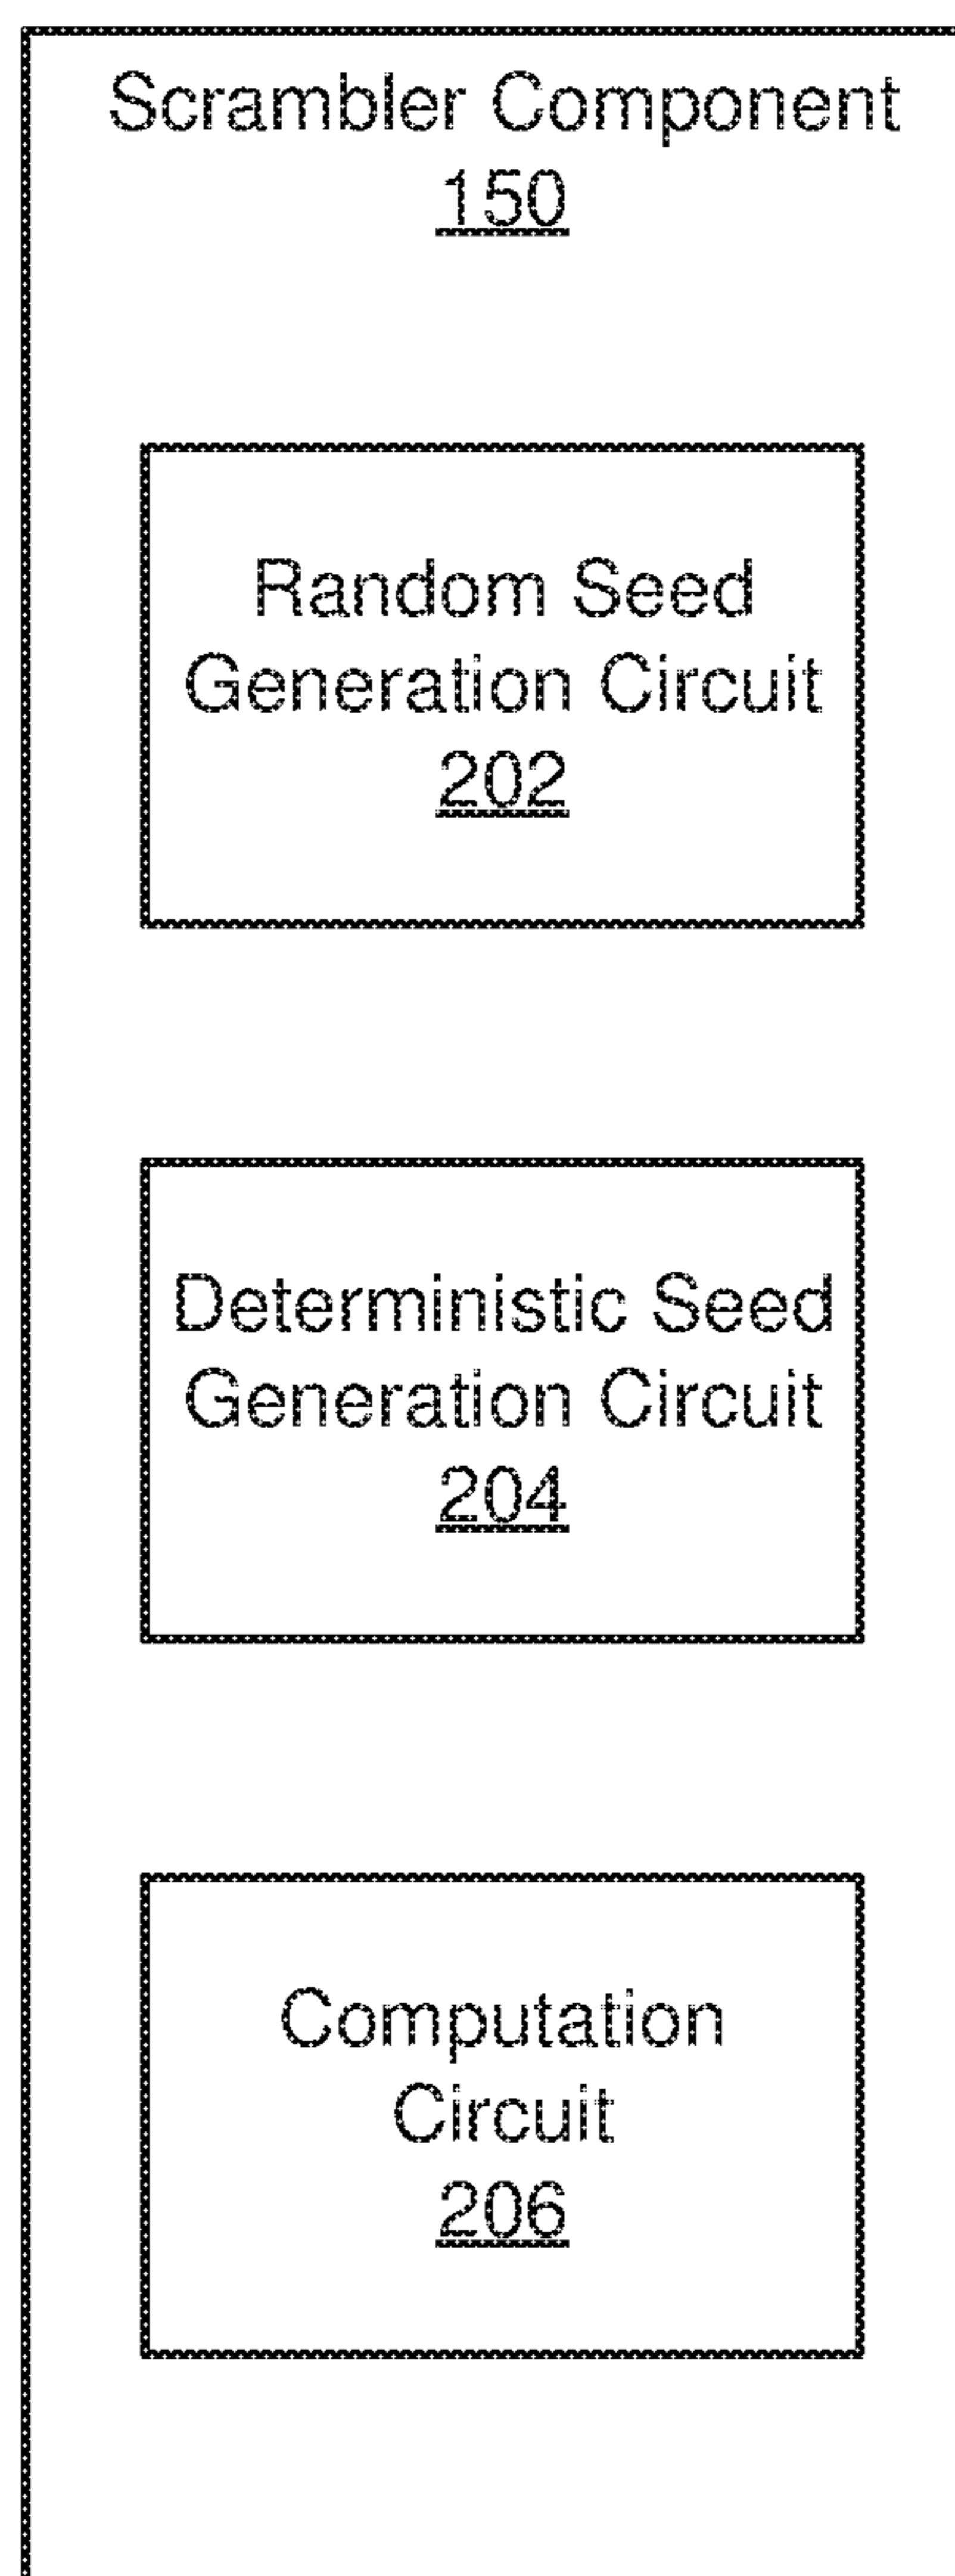 Scrambler Component
150
Random Seed
Generation Circuit
202
Deterministic Seed
Generation Circuit
204
Computation
Circuit
206